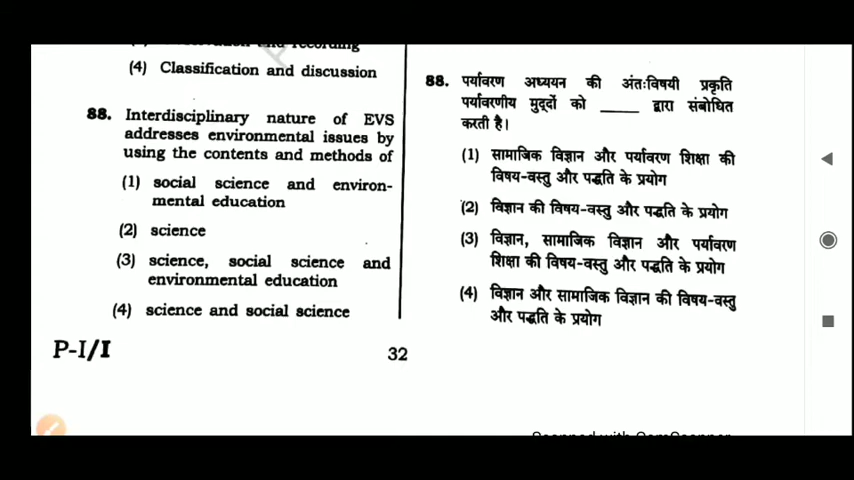 (4) Classification and discussion
88. Interdisciplinary nature of EVS
addresses environmental issues by
using the contents and methods of
(1) social science and environ-
mental education
(2) science
(3) science, social science and
environmental education
(4) science and social science
P-I/I
32
88. पर्यावरण अध्ययन की अंतःविषयी प्रकृति
पर्यावरणीय मुद्दों को ____ द्वारा संबोधित
करती है।
(1) सामाजिक विज्ञान और पर्यावरण शिक्षा की
विषय-वस्तु और पद्धति के प्रयोग
(2) विज्ञान की विषय-वस्तु और पद्धति के प्रयोग
(3) विज्ञान, सामाजिक विज्ञान और पर्यावरण
शिक्षा की विषय-वस्तु और पद्धति के प्रयोग
(4) विज्ञान और सामाजिक विज्ञान की विषय-वस्तु
और पद्धति के प्रयोग